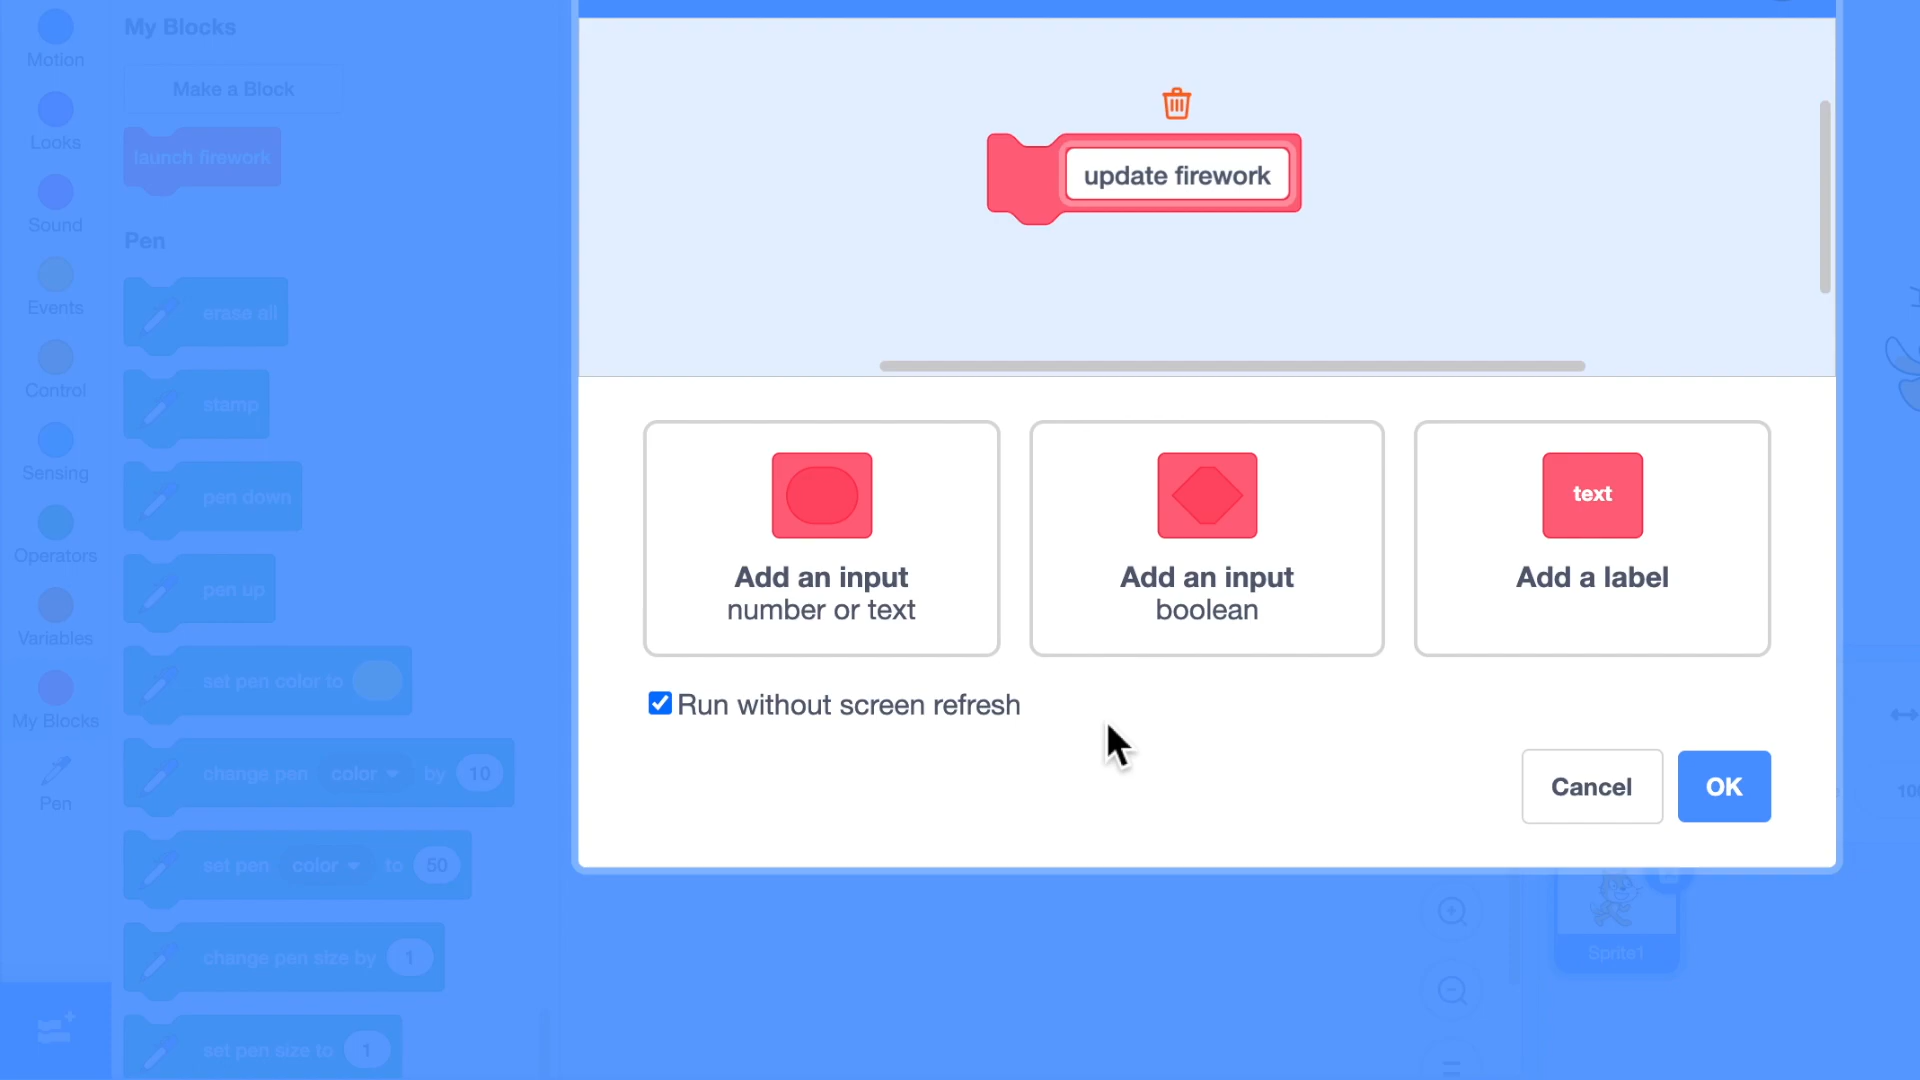 Motion
Looks
Sound
Events
Control
Sensing
Operators
Variables
My Blocks
Pen
My Blocks
Make a Block
launch firework
Pen
erase all
stamp
pen down
pen up
set pen color to
change pen color by 10
set pen color to 50
change pen size by 1
set pen size to 1
update firework
Add an input
number or text
Add an input
boolean
text
Add a label
Run without screen refresh
Cancel
OK
Sprite1